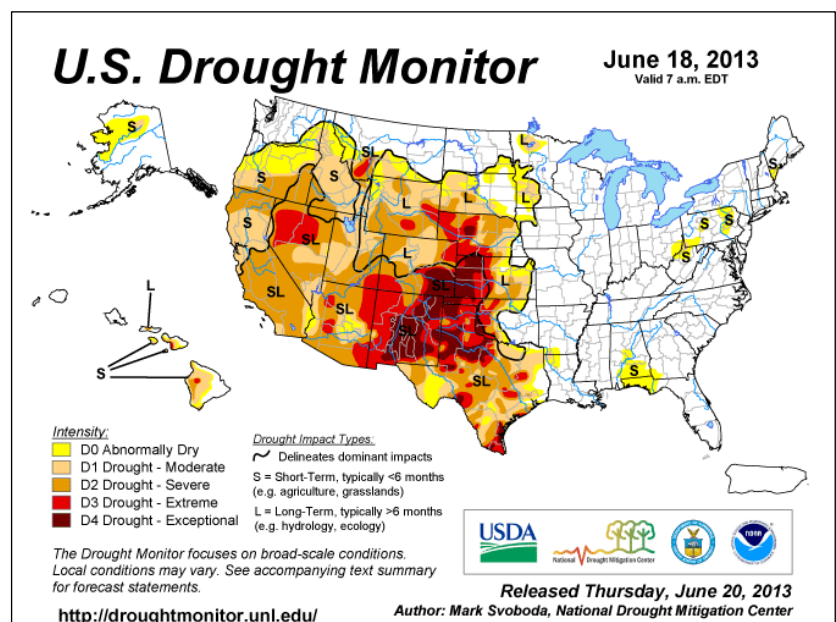 U.S. Drought Monitor
June 18, 2013
Valid 7 a.m. EDT
S
SL
S
S
L
L
L
L
S
S
S
S
S
SL
L
SL
SL
L
SL
SL
SL
S
L
S
Intensity:
D0 Abnormally Dry
D1 Drought - Moderate
D2 Drought - Severe
D3 Drought - Extreme
D4 Drought - Exceptional
Drought Impact Types:
Delineates dominant impacts
S = Short-Term, typically <6 months
(e.g. agriculture, grasslands)
L = Long-Term, typically >6 months
(e.g. hydrology, ecology)
USDA
National Drought Mitigation Center
NOAA
The Drought Monitor focuses on broad-scale conditions.
Local conditions may vary. See accompanying text summary
for forecast statements.
http://droughtmonitor.unl.edu/
Released Thursday, June 20, 2013
Author: Mark Svoboda, National Drought Mitigation Center